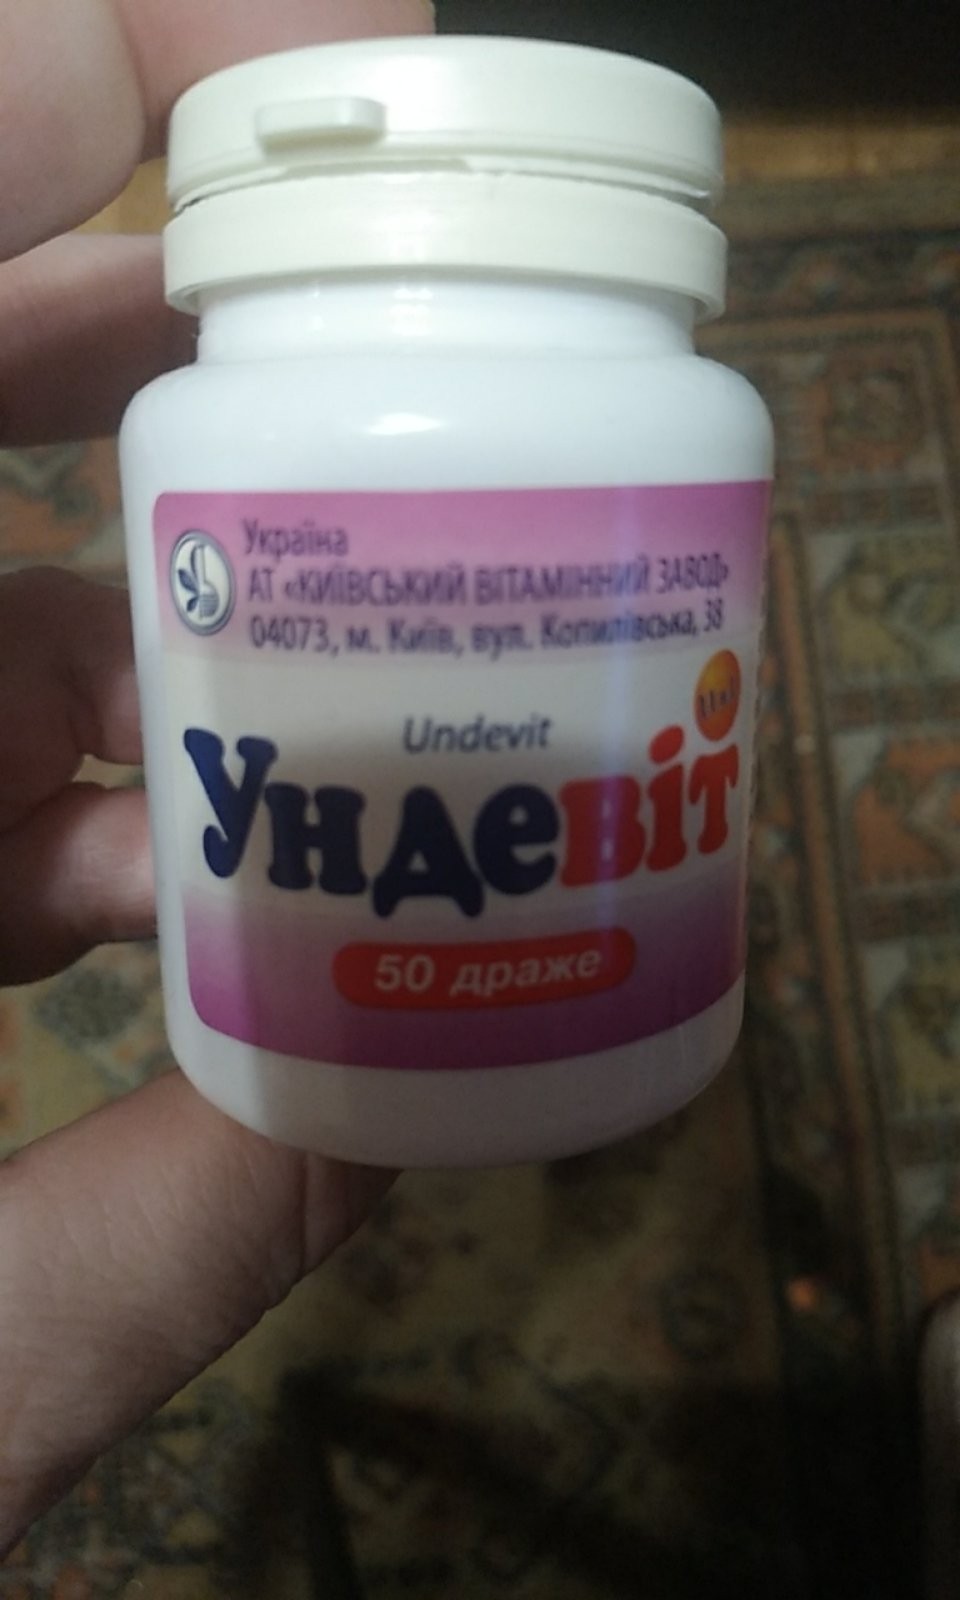 Україна
АТ «КИЇВСЬКИЙ ВІТАМІННИЙ ЗАВОД»
04073, м. Київ, вул. Копилівська, 38
Undevit
Ундевіт
50 драже